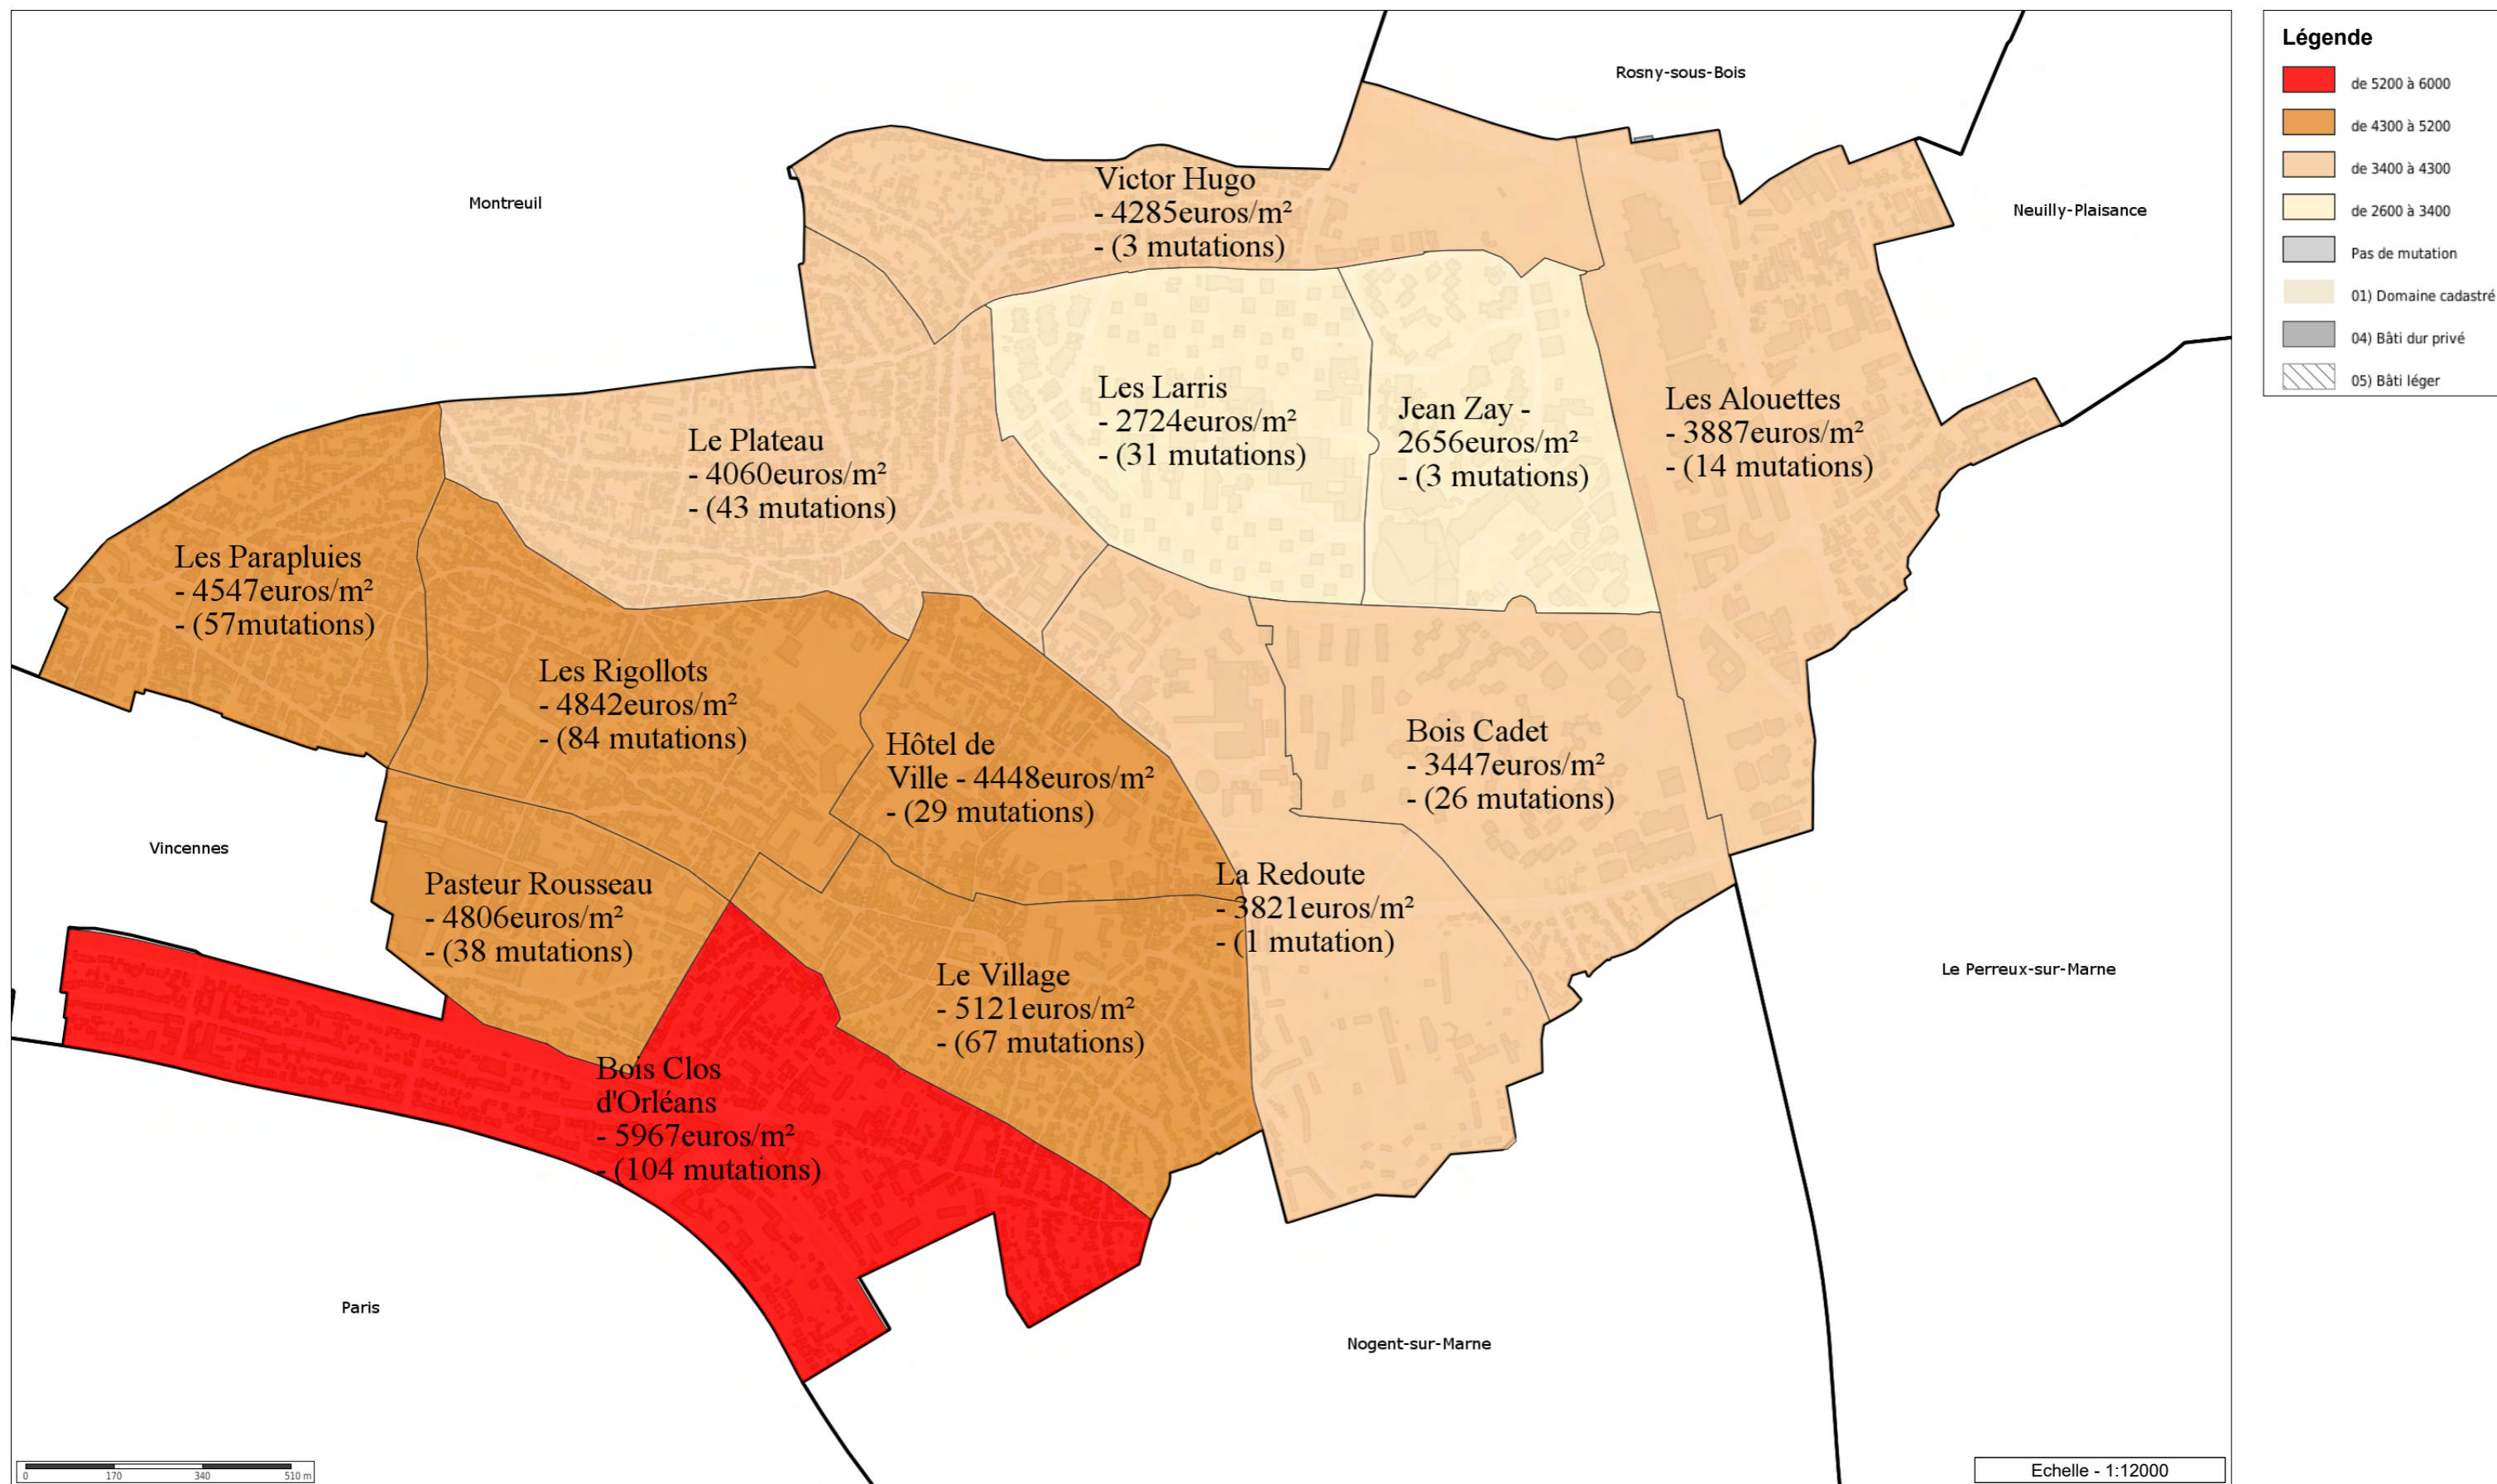 Légende
de 5200 à 6000
de 4300 à 5200
de 3400 à 4300
de 2600 à 3400
Pas de mutation
01) Domaine cadastré
04) Bâti dur privé
05) Bâti léger
Rosny-sous-Bois
Montreuil
Neuilly-Plaisance
Victor Hugo
- 4285euros/m²
- (3 mutations)
Les Larris
- 2724euros/m²
- (31 mutations)
Jean Zay -
2656euros/m²
- (3 mutations)
Les Alouettes
- 3887euros/m²
- (14 mutations)
Le Plateau
- 4060euros/m²
- (43 mutations)
Les Parapluies
- 4547euros/m²
- (57mutations)
Les Rigollots
- 4842euros/m²
- (84 mutations)
Hôtel de
Ville - 4448euros/m²
- (29 mutations)
Bois Cadet
- 3447euros/m²
- (26 mutations)
Vincennes
Pasteur Rousseau
- 4806euros/m²
- (38 mutations)
La Redoute
- 3821euros/m²
- (1 mutation)
Le Village
- 5121euros/m²
- (67 mutations)
Le Perreux-sur-Marne
Bois Clos
d'Orléans
- 5967euros/m²
- (104 mutations)
Paris
Nogent-sur-Marne
0 170 340 510 m
Echelle - 1:12000